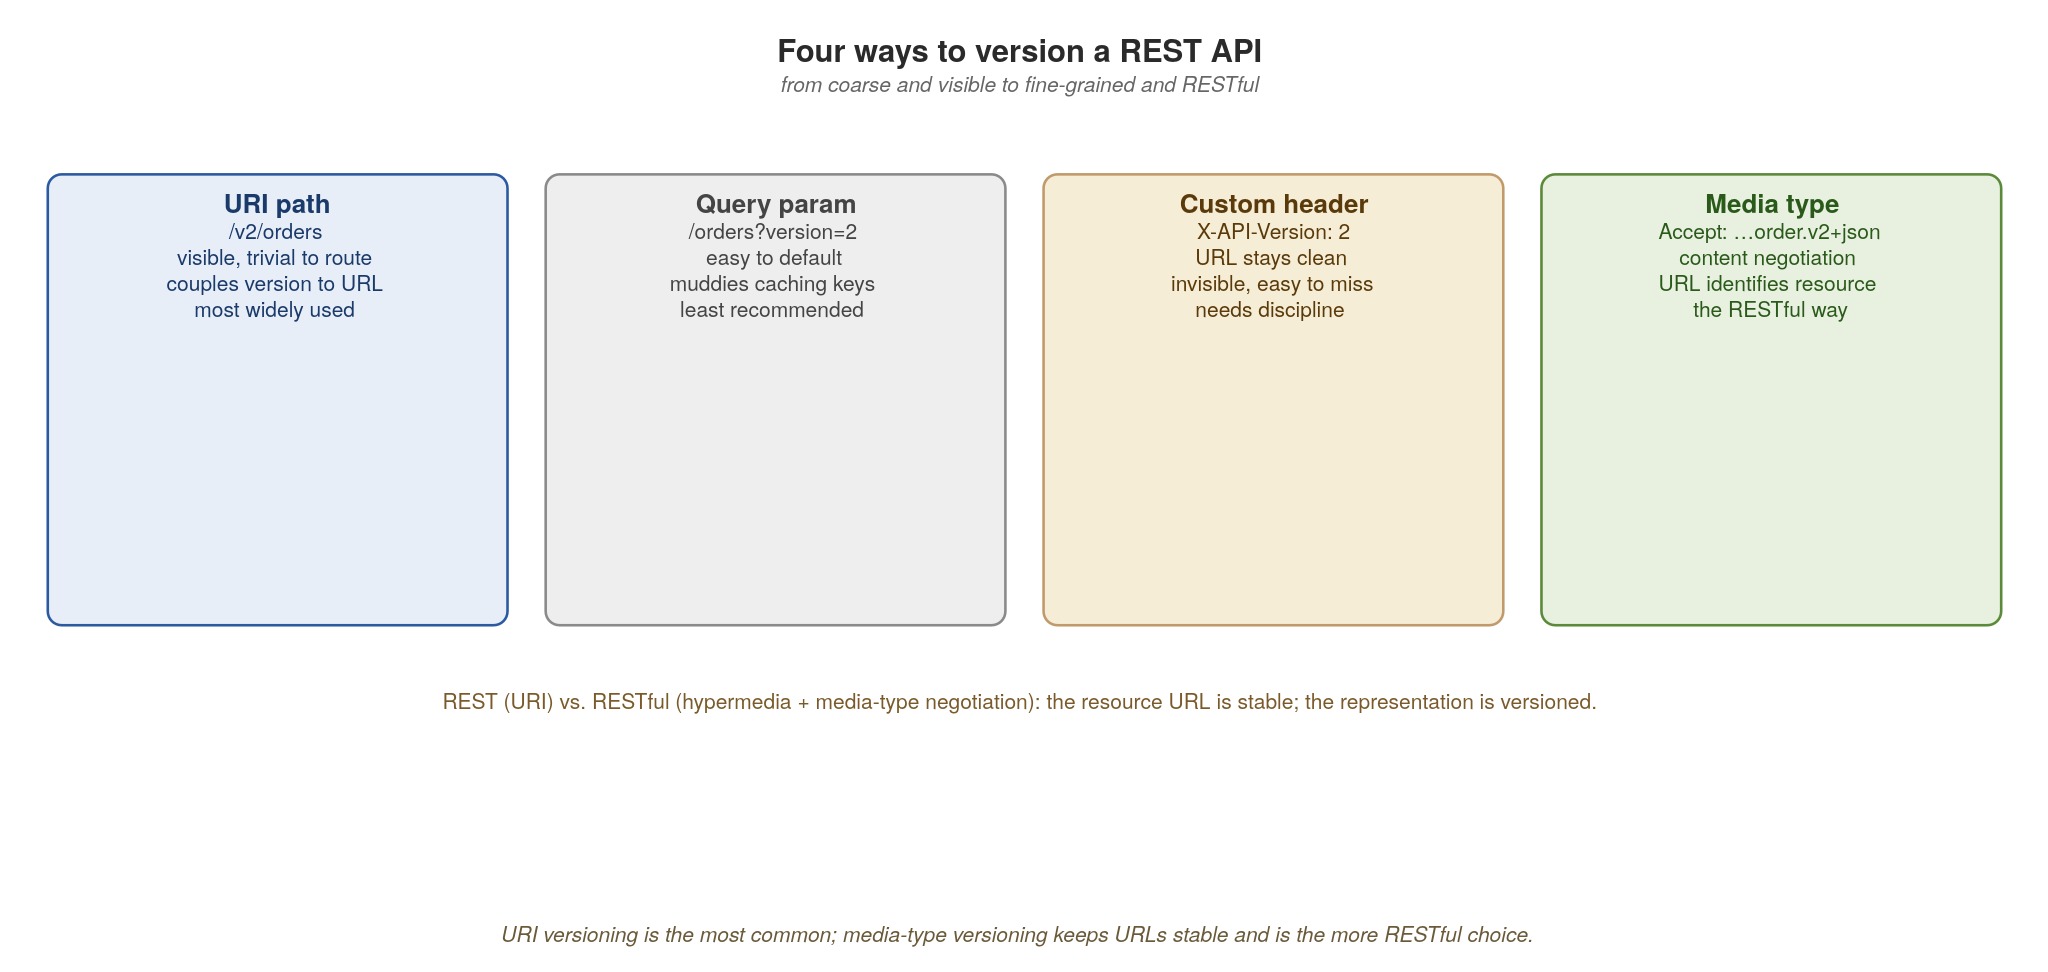 Four ways to version a REST API
from coarse and visible to fine-grained and RESTful
URI path
/v2/orders
visible, trivial to route
couples version to URL
most widely used
Query param
/orders?version=2
easy to default
muddies caching keys
least recommended
Custom header
X-API-Version: 2
URL stays clean
invisible, easy to miss
needs discipline
Media type
Accept: …order.v2+json
content negotiation
URL identifies resource
the RESTful way
REST (URI) vs. RESTful (hypermedia + media-type negotiation): the resource URL is stable; the representation is versioned.
URI versioning is the most common; media-type versioning keeps URLs stable and is the more RESTful choice.